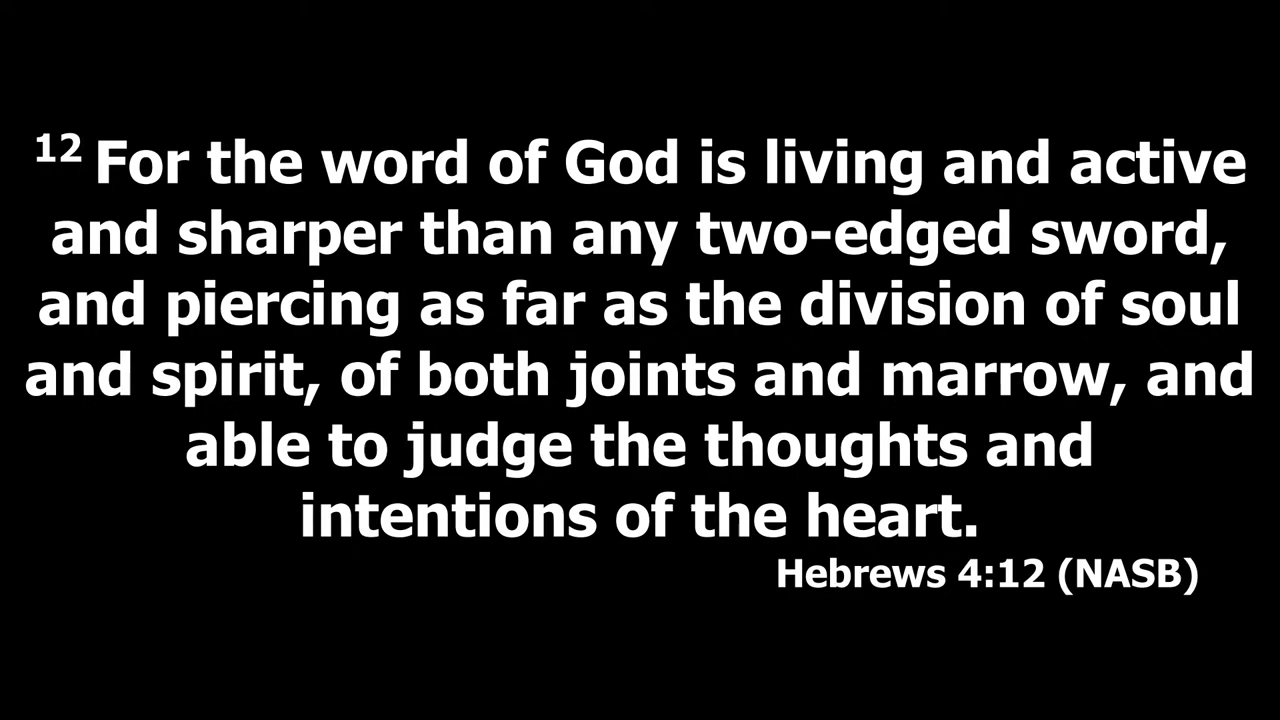 12 For the word of God is living and active
and sharper than any two-edged sword,
and piercing as far as the division of soul
and spirit, of both joints and marrow, and
able to judge the thoughts and
intentions of the heart.
Hebrews 4:12 (NASB)